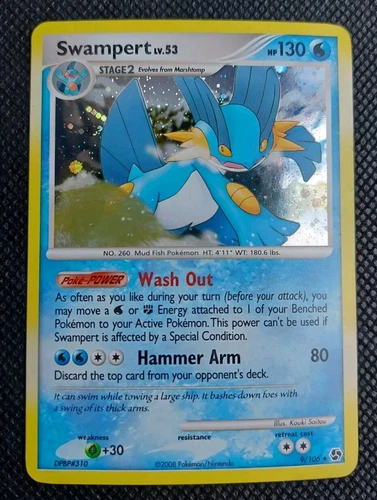 Swampert LV.53
HP 130
STAGE 2 Evolves from Marshtomp
NO. 260 Mud Fish Pokémon HT: 4'11" WT: 180.6 lbs.
Poké-POWER Wash Out
As often as you like during your turn (before your attack), you
may move a Energy attached to 1 of your Benched
Pokémon to your Active Pokémon. This power can't be used if
Swampert is affected by a Special Condition.
Hammer Arm 80
Discard the top card from your opponent's deck.
It can swim while towing a large ship. It bashes down foes with
a swing of its thick arms.
Illus. Kouki Saitou
weakness resistance retreat cost
+30
DPBP#310 ©2008 Pokémon/Nintendo 9/106 ★